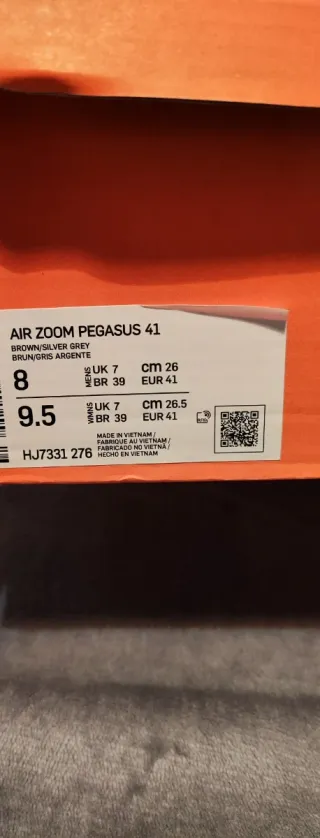 AIR ZOOM PEGASUS 41
BROWN/SILVER GREY
BRUN/GRIS ARGENTE
8 MENS UK 7 cm 26
BR 39 EUR 41
9.5 WMNS UK 7 cm 26.5
BR 39 EUR 41
MADE IN VIETNAM /
FABRIQUE AU VIETNAM /
FABRICADO NO VIETNÃ /
HECHO EN VIETNAM
HJ7331 276